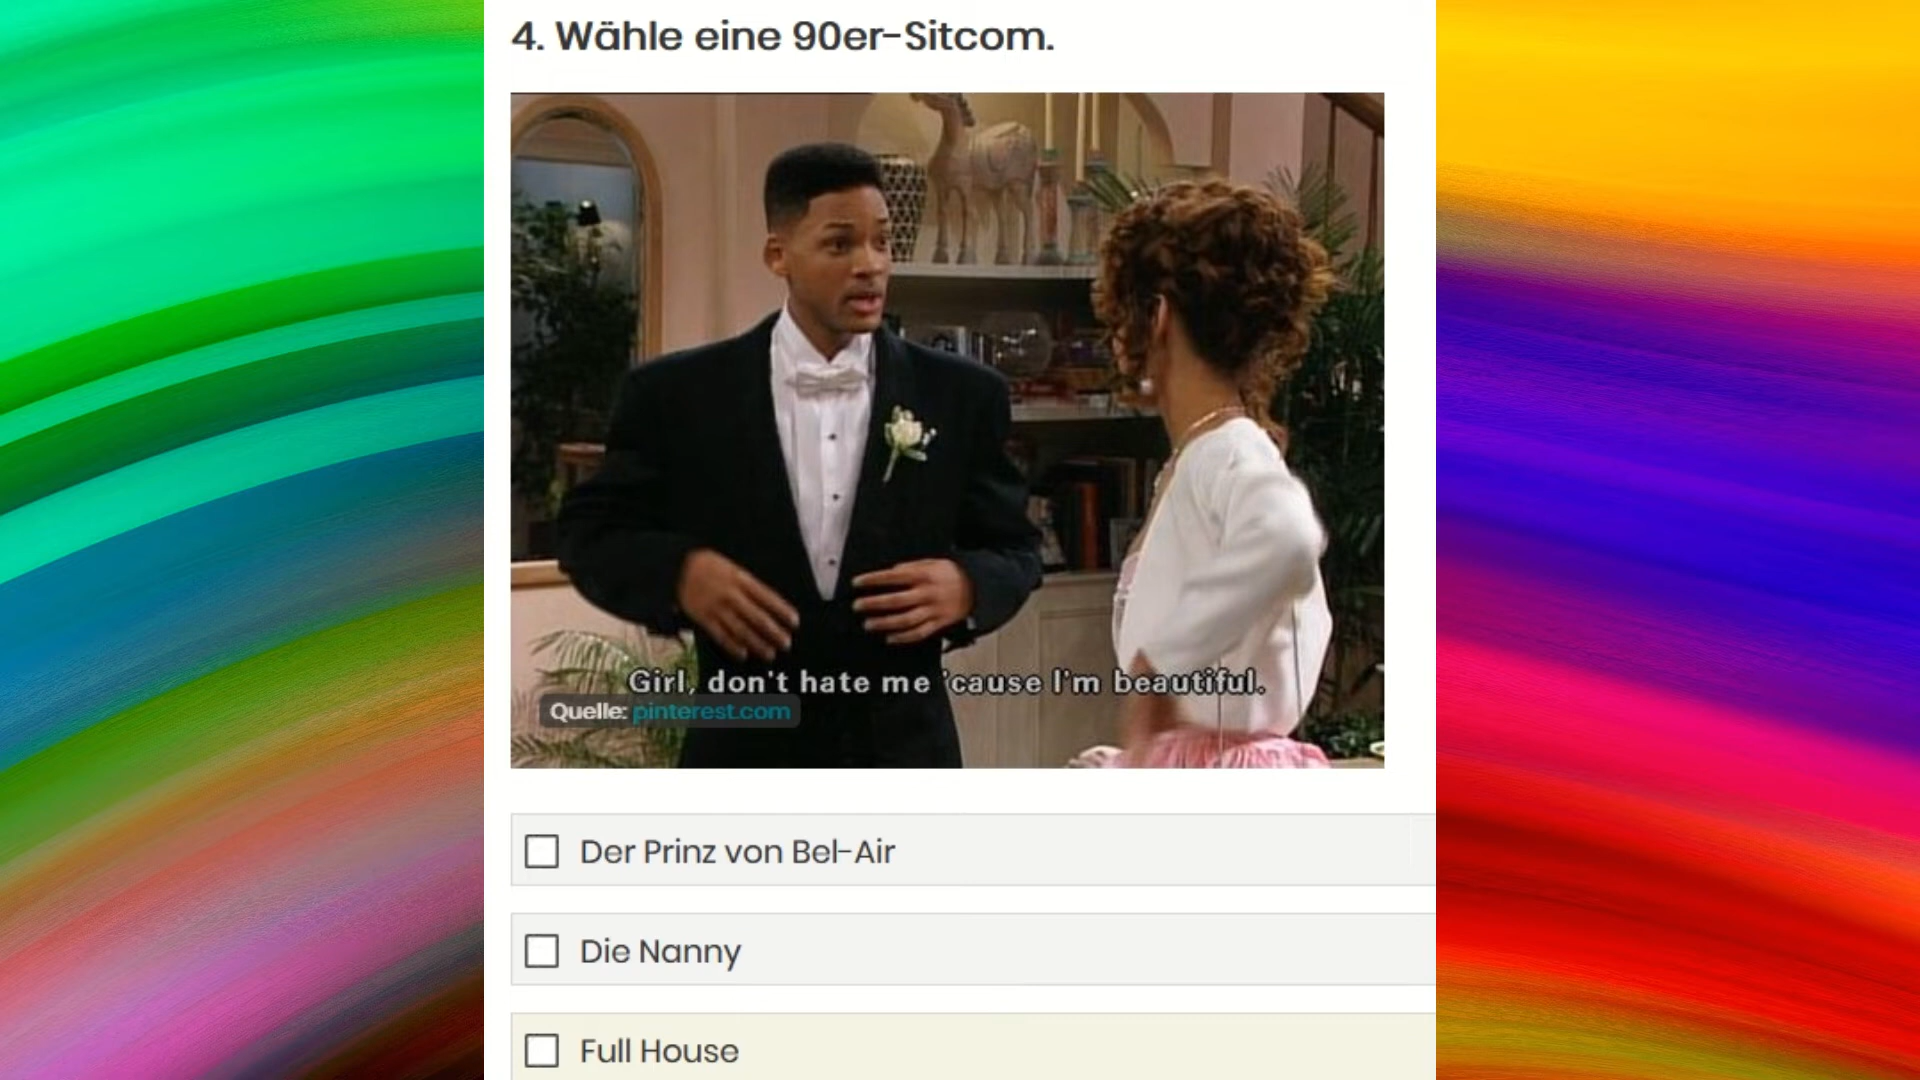 4. Wähle eine 90er-Sitcom.
Girl, don't hate me 'cause I'm beautiful.
Quelle: pinterest.com
Der Prinz von Bel-Air
Die Nanny
Full House